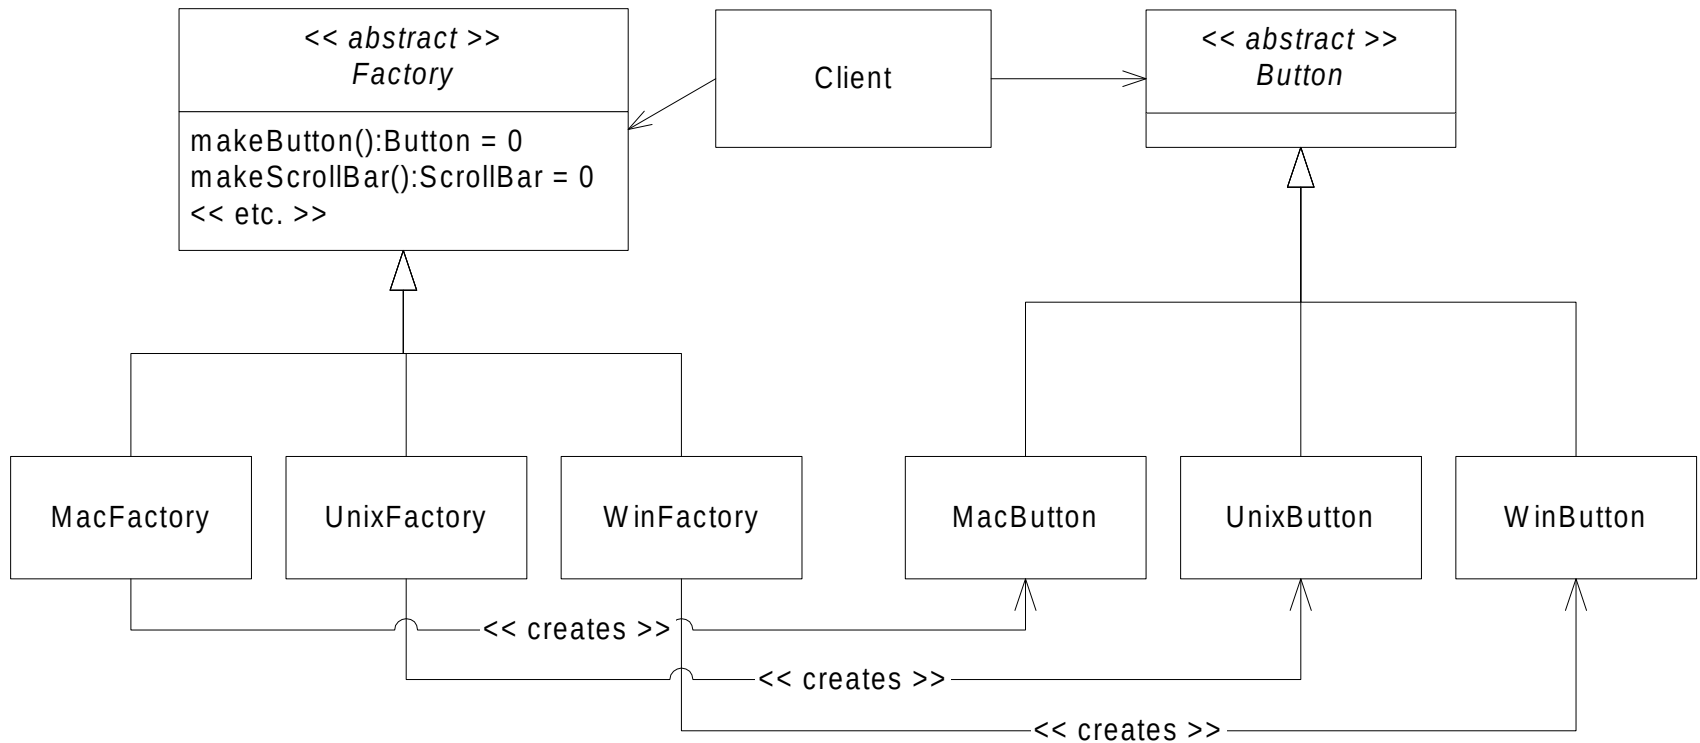 << abstract >>
Factory
makeButton():Button = 0
makeScrollBar():ScrollBar = 0
<< etc. >>
Client
<< abstract >>
Button
MacFactory
UnixFactory
WinFactory
MacButton
UnixButton
WinButton
<< creates >>
<< creates >>
<< creates >>